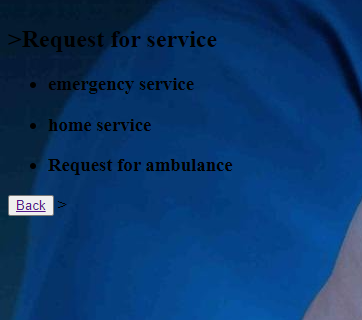 >Request for service
emergency service
home service
Request for ambulance
Back >